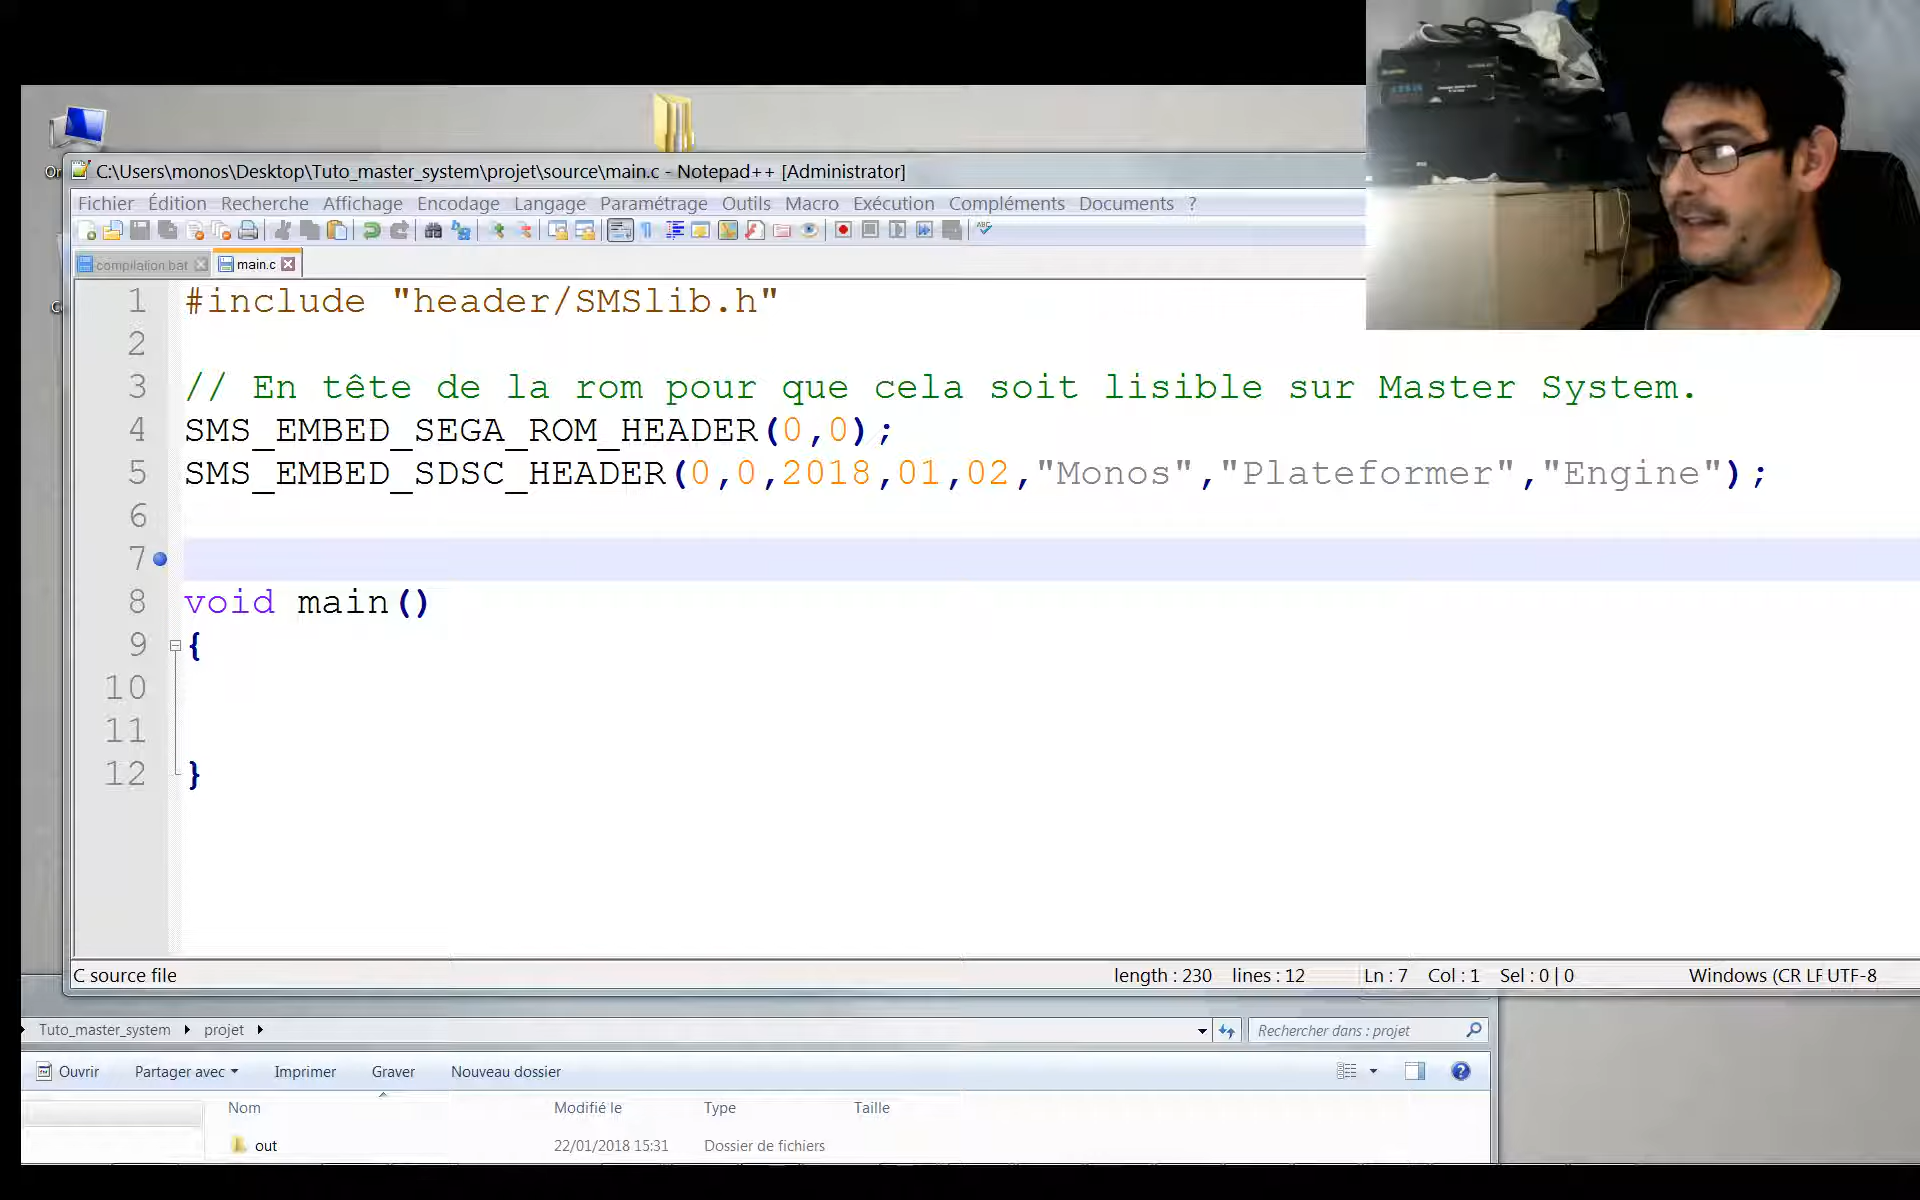 C:\Users\monos\Desktop\Tuto_master_system\projet\source\main.c - Notepad++ [Administrator]
Fichier Édition Recherche Affichage Encodage Langage Paramétrage Outils Macro Exécution Compléments Documents ?
compilation.bat main.c
1 #include "header/SMSlib.h"
2
3 // En tête de la rom pour que cela soit lisible sur Master System.
4 SMS_EMBED_SEGA_ROM_HEADER(0,0);
5 SMS_EMBED_SDSC_HEADER(0,0,2018,01,02,"Monos","Plateformer","Engine");
6
7
8 void main()
9 {
10
11
12 }
C source file length : 230 lines : 12 Ln : 7 Col : 1 Sel : 0 | 0 Windows (CR LF UTF-8
Tuto_master_system projet Rechercher dans : projet
Ouvrir Partager avec Imprimer Graver Nouveau dossier
Nom Modifié le Type Taille
out 22/01/2018 15:31 Dossier de fichiers